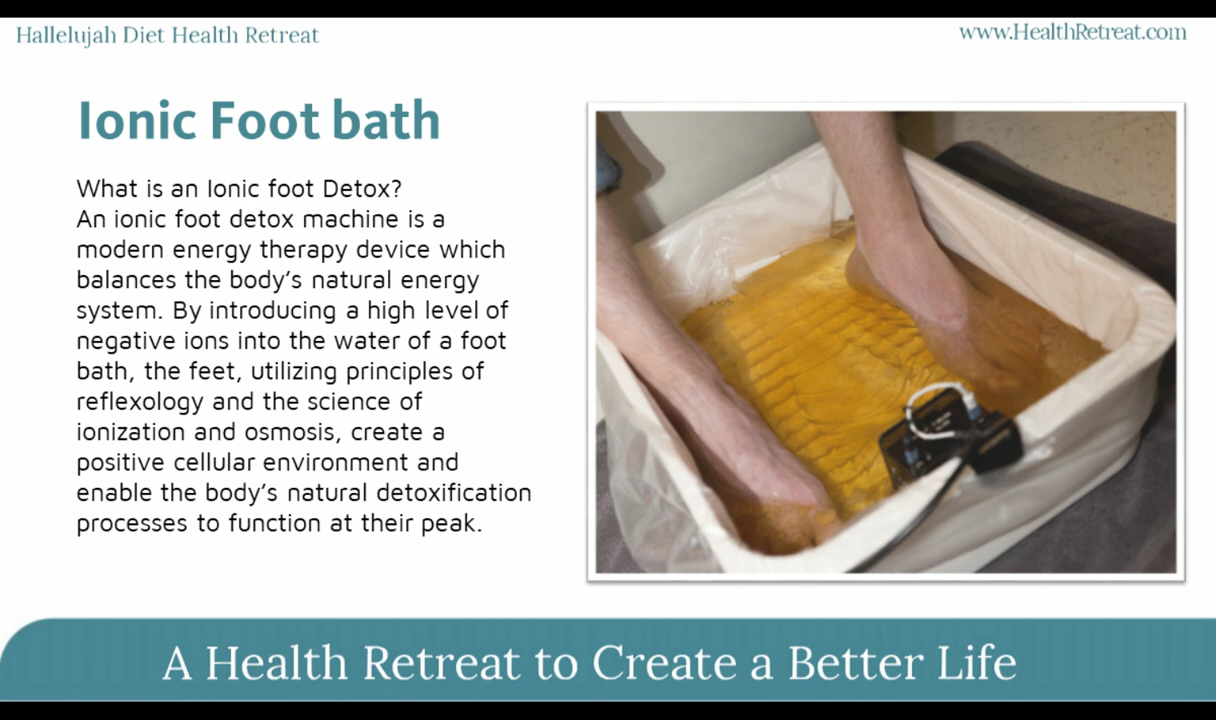 Hallelujah Diet Health Retreat
www.HealthRetreat.com
Ionic Foot bath
What is an Ionic foot Detox?
An ionic foot detox machine is a
modern energy therapy device which
balances the body’s natural energy
system. By introducing a high level of
negative ions into the water of a foot
bath, the feet, utilizing principles of
reflexology and the science of
ionization and osmosis, create a
positive cellular environment and
enable the body’s natural detoxification
processes to function at their peak.
A Health Retreat to Create a Better Life